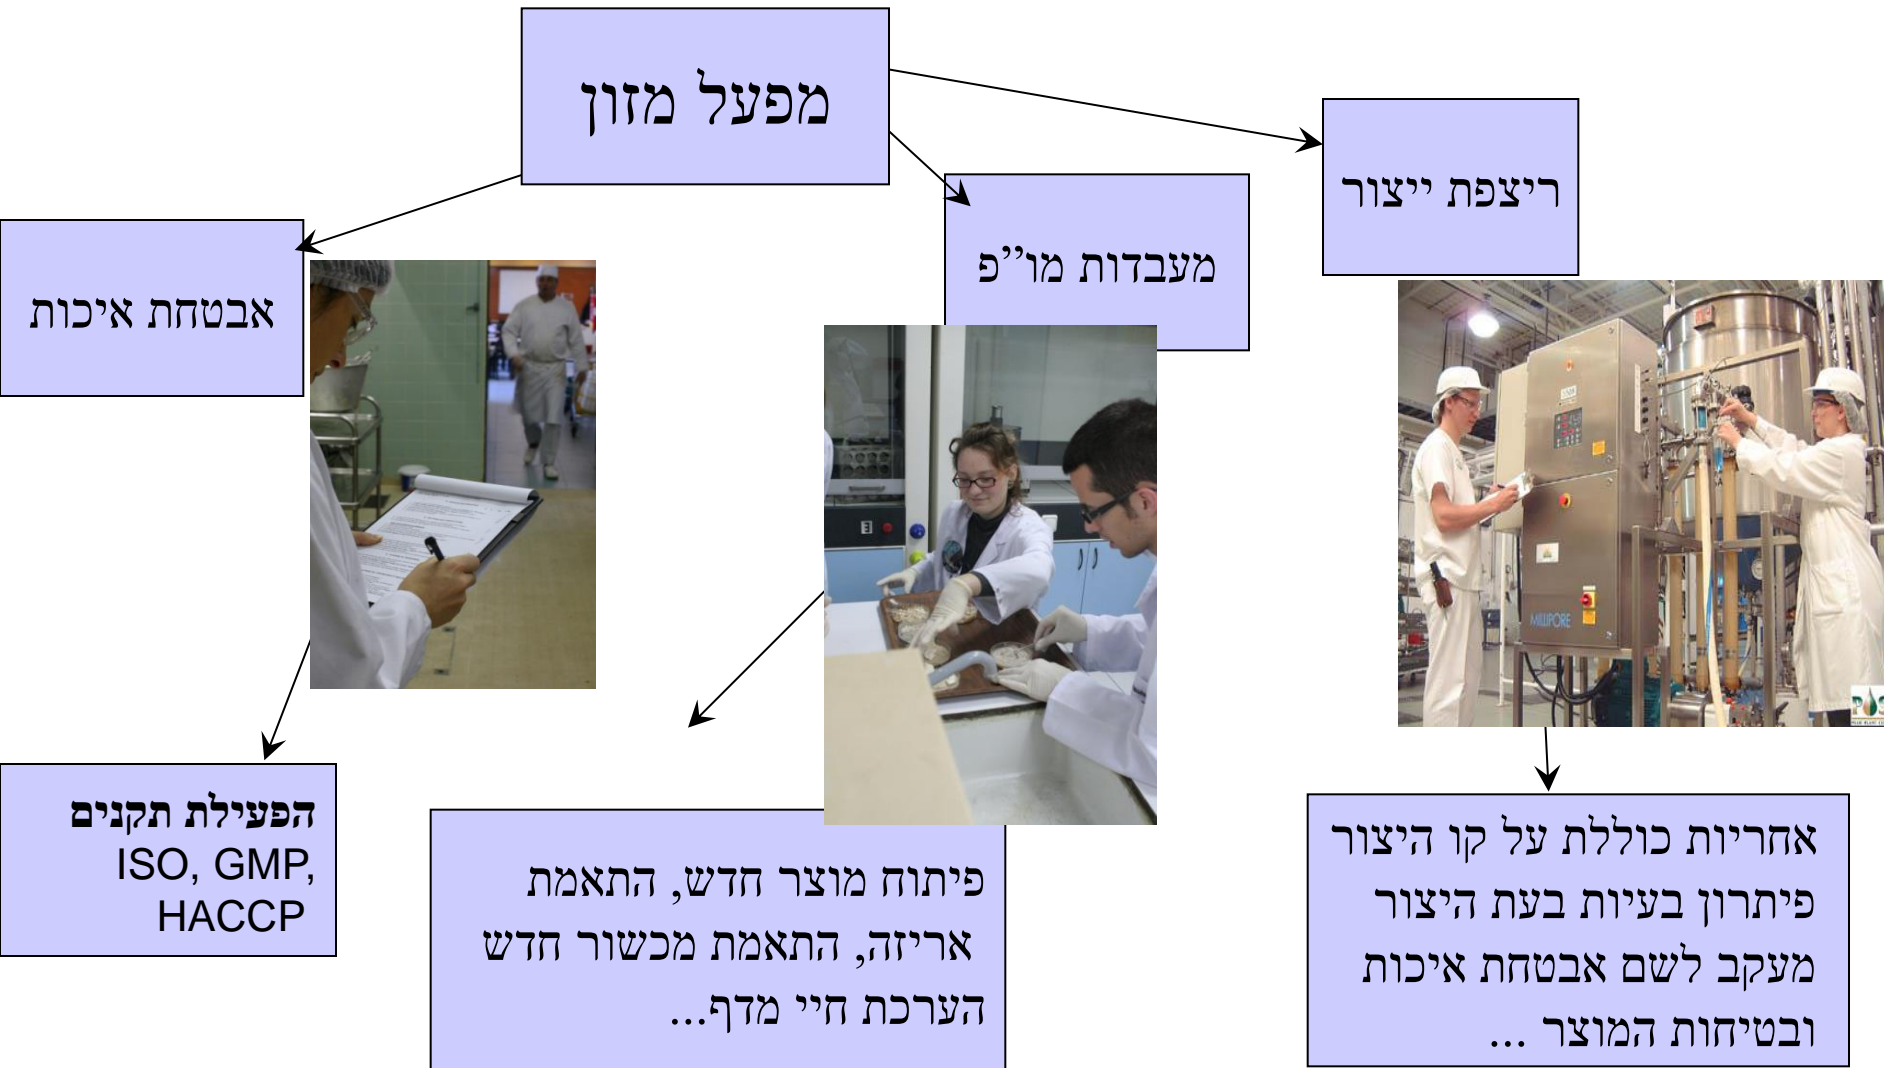 מפעל מזון
ריצפת ייצור
מעבדות מו’’פ
אבטחת איכות
MILLIPORE
אחריות כוללת על קו היצור
פיתרון בעיות בעת היצור
מעקב לשם אבטחת איכות
ובטיחות המוצר ...
פיתוח מוצר חדש, התאמת
אריזה, התאמת מכשור חדש
הערכת חיי מדף...
הפעילת תקנים
ISO, GMP,
HACCP